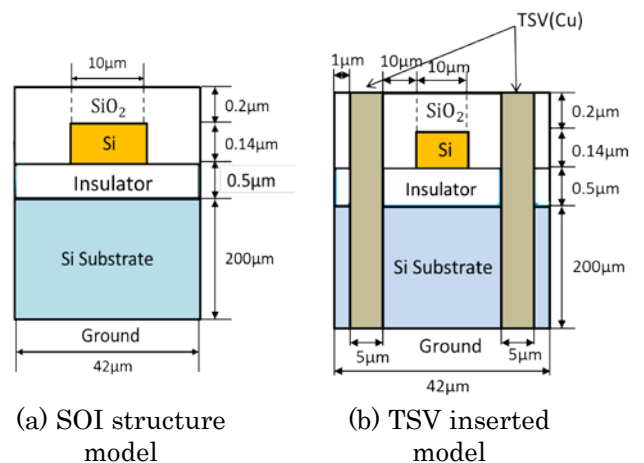 10μm
SiO₂
Si
Insulator
Si Substrate
Ground
42μm
0.2μm
0.14μm
0.5μm
200μm
(a) SOI structure
model
TSV(Cu)
1μm
10μm
10μm
SiO₂
Si
Insulator
Si Substrate
5μm
Ground
5μm
42μm
0.2μm
0.14μm
0.5μm
200μm
(b) TSV inserted
model